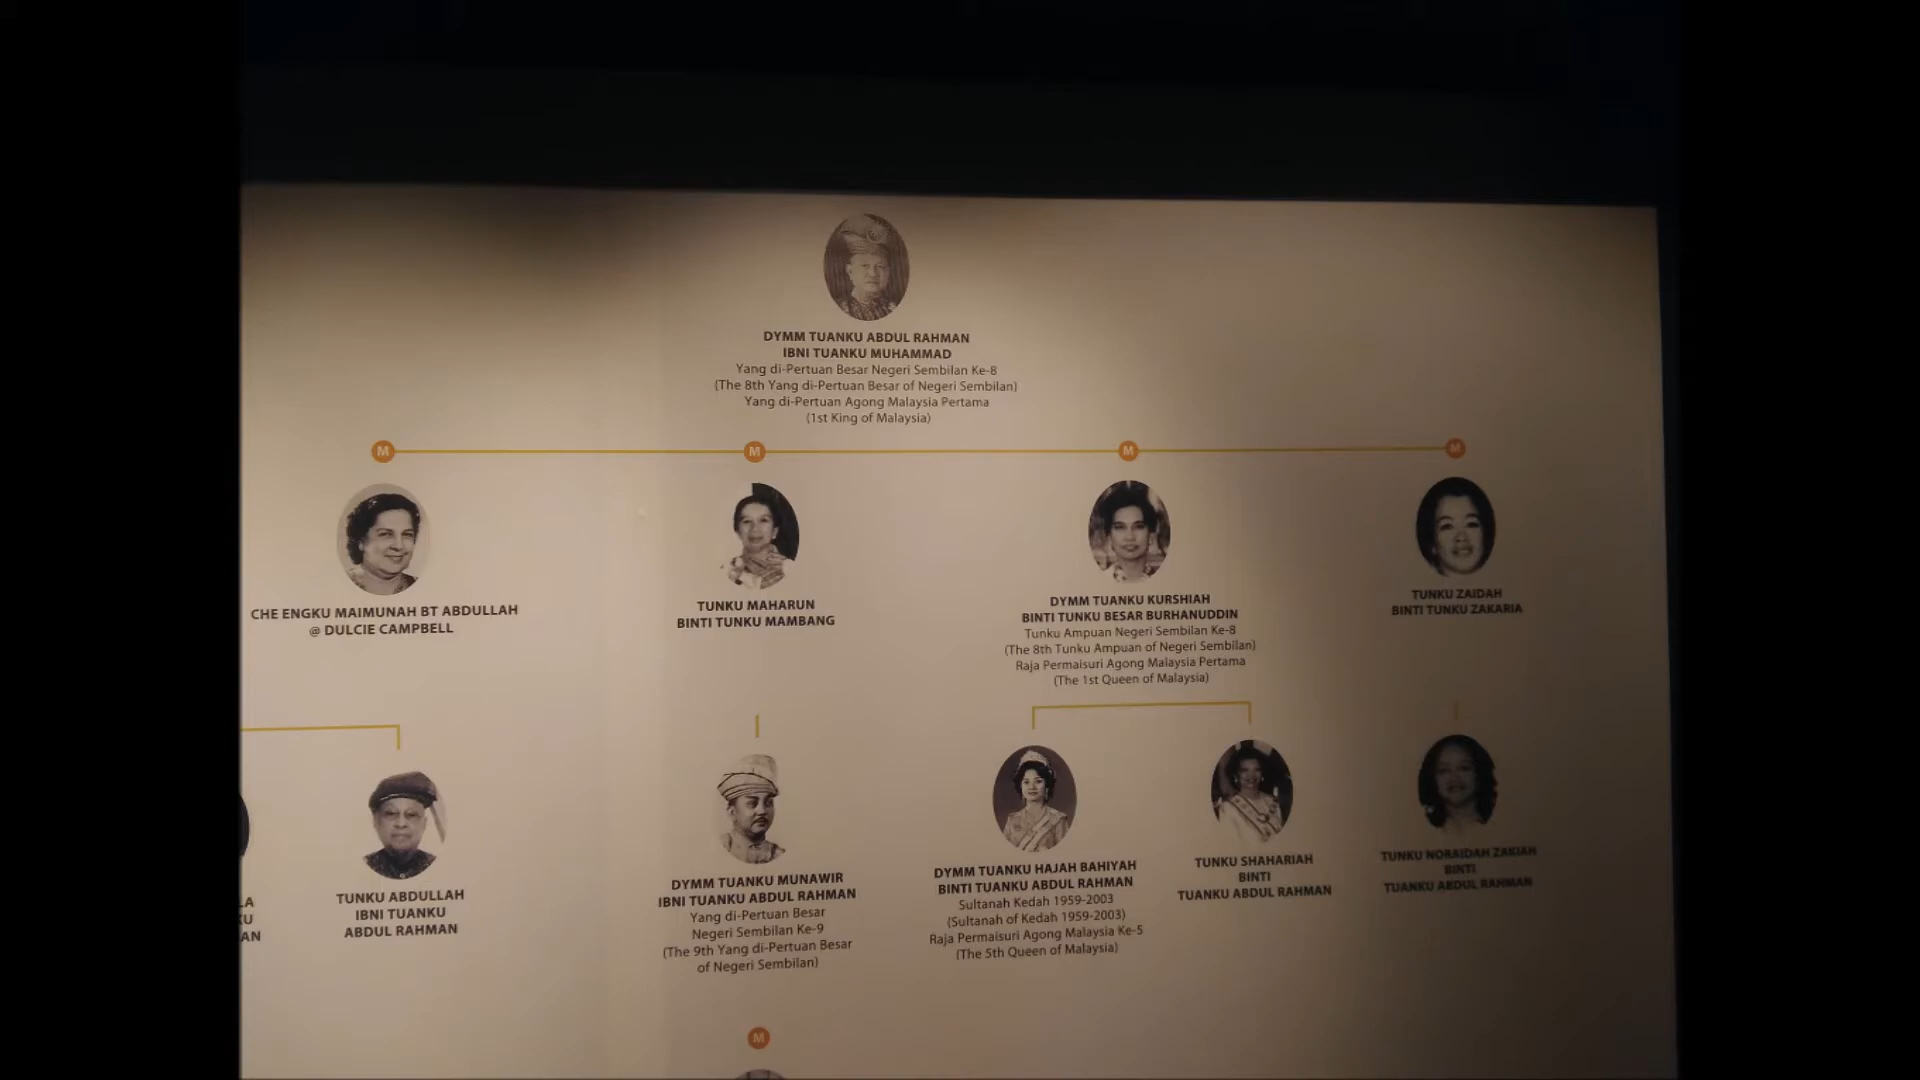 DYMM TUANKU ABDUL RAHMAN
IBNI TUANKU MUHAMMAD
Yang di-Pertuan Besar Negeri Sembilan Ke-8
(The 8th Yang di-Pertuan Besar of Negeri Sembilan)
Yang di-Pertuan Agong Malaysia Pertama
(1st King of Malaysia)
M
M
M
M
CHE ENGKU MAIMUNAH BT ABDULLAH
@ DULCIE CAMPBELL
TUNKU MAHARUN
BINTI TUNKU MAMBANG
DYMM TUANKU KURSHIAH
BINTI TUNKU BESAR BURHANUDDIN
Tunku Ampuan Negeri Sembilan Ke-8
(The 8th Tunku Ampuan of Negeri Sembilan)
Raja Permaisuri Agong Malaysia Pertama
(The 1st Queen of Malaysia)
TUNKU ZAIDAH
BINTI TUNKU ZAKARIA
LA
KU
AN
TUNKU ABDULLAH
IBNI TUANKU
ABDUL RAHMAN
DYMM TUANKU MUNAWIR
IBNI TUANKU ABDUL RAHMAN
Yang di-Pertuan Besar
Negeri Sembilan Ke-9
(The 9th Yang di-Pertuan Besar
of Negeri Sembilan)
DYMM TUANKU HAJAH BAHIYAH
BINTI TUANKU ABDUL RAHMAN
Sultanah Kedah 1959-2003
(Sultanah of Kedah 1959-2003)
Raja Permaisuri Agong Malaysia Ke-5
(The 5th Queen of Malaysia)
TUNKU SHAHARIAH
BINTI
TUANKU ABDUL RAHMAN
TUNKU NORAIDAH ZAKIAH
BINTI
TUANKU ABDUL RAHMAN
M